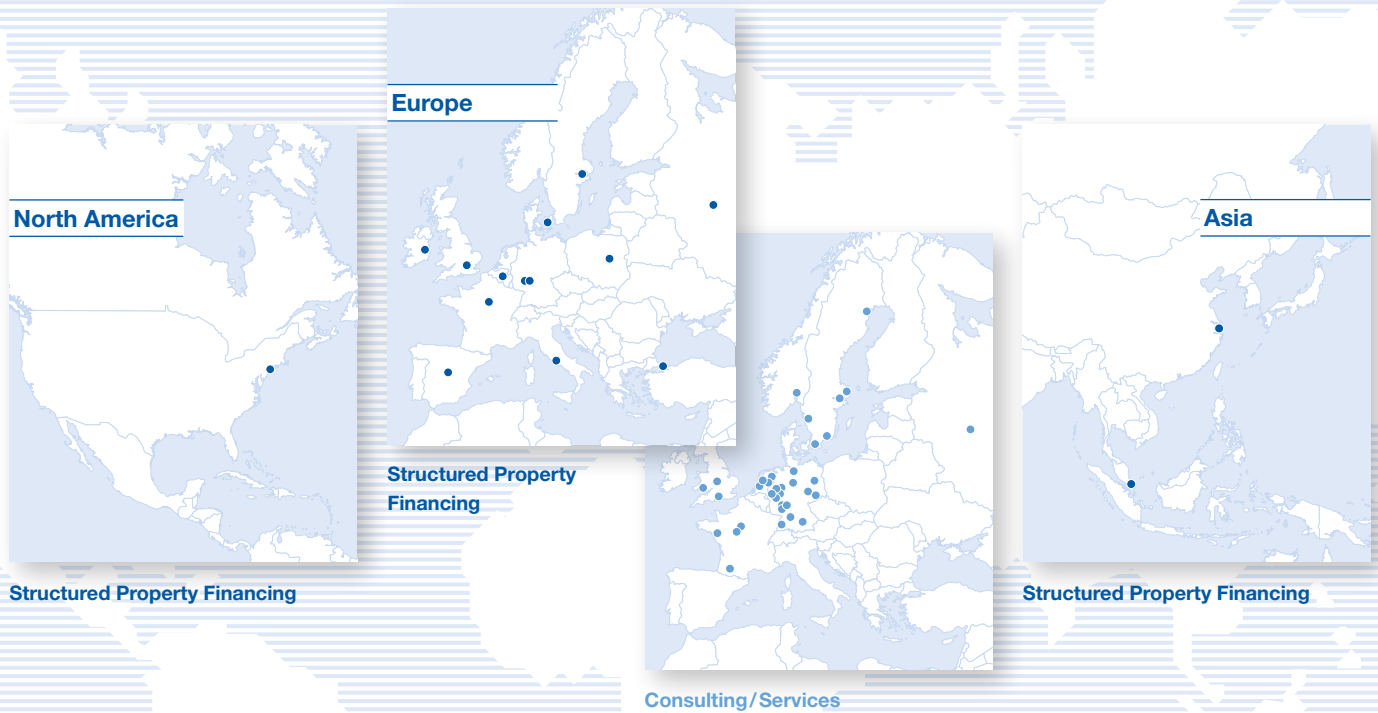 North America
Structured Property Financing
Europe
Structured Property
Financing
Consulting/Services
Asia
Structured Property Financing